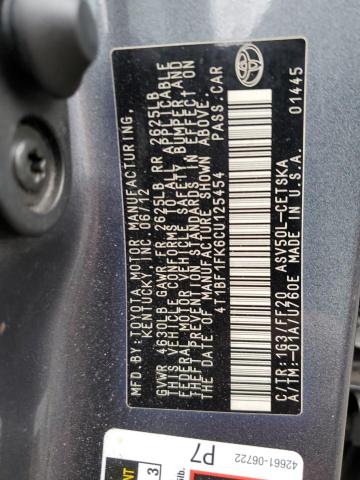 MFD.BY:TOYOTA MOTOR MANUFACTURING,
KENTUCKY, INC. 06/12
GVWR 4630LB GAWR FR 2625LB RR 2625LB
THIS VEHICLE CONFORMS TO ALL APPLICABLE
FEDERAL MOTOR VEHICLE SAFETY, BUMPER, AND
THEFT PREVENTION STANDARDS IN EFFECT ON
THE DATE OF MANUFACTURE SHOWN ABOVE.
4T1BF1FK6CU125454 PASS.CAR
C/TR:1G3/FF20 ASV50L-CETSKA
A/TM:-01A/U760E MADE IN U.S.A. 01445
TOYOTA
42661-06722
P7
3